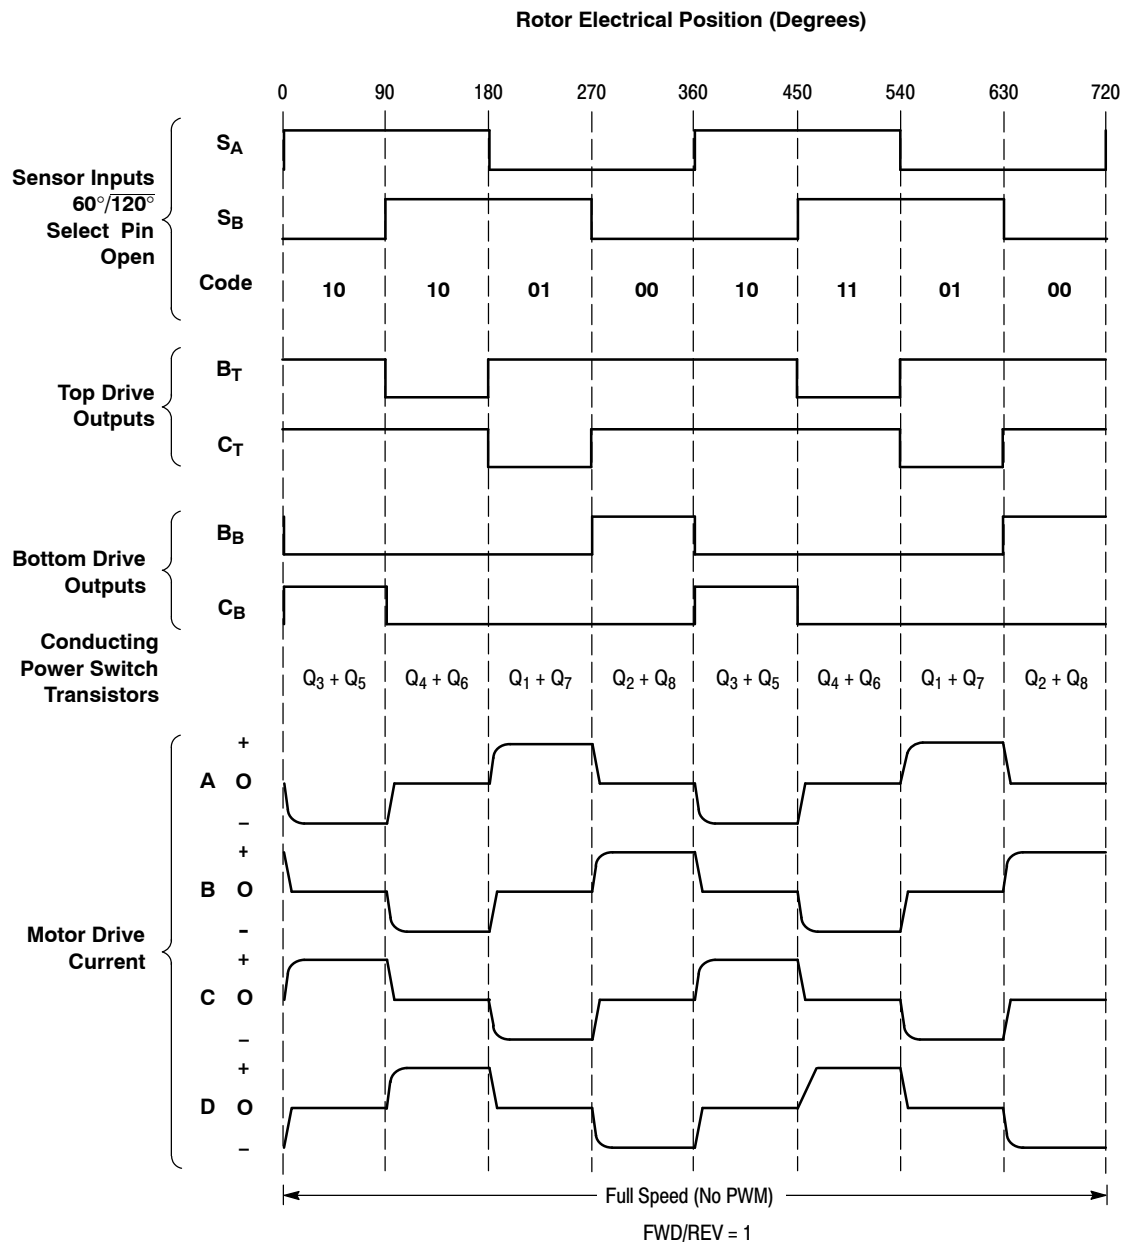 Rotor Electrical Position (Degrees)
0 90 180 270 360 450 540 630 720
Sensor Inputs
60°/120°
Select Pin
Open
SA
SB
Code
10 10 01 00 10 11 01 00
Top Drive
Outputs
BT
CT
Bottom Drive
Outputs
BB
CB
Conducting
Power Switch
Transistors
Q3 + Q5 Q4 + Q6 Q1 + Q7 Q2 + Q8 Q3 + Q5 Q4 + Q6 Q1 + Q7 Q2 + Q8
Motor Drive
Current
+
A O
−
+
B O
-
+
C O
−
+
D O
−
Full Speed (No PWM)
FWD/REV = 1